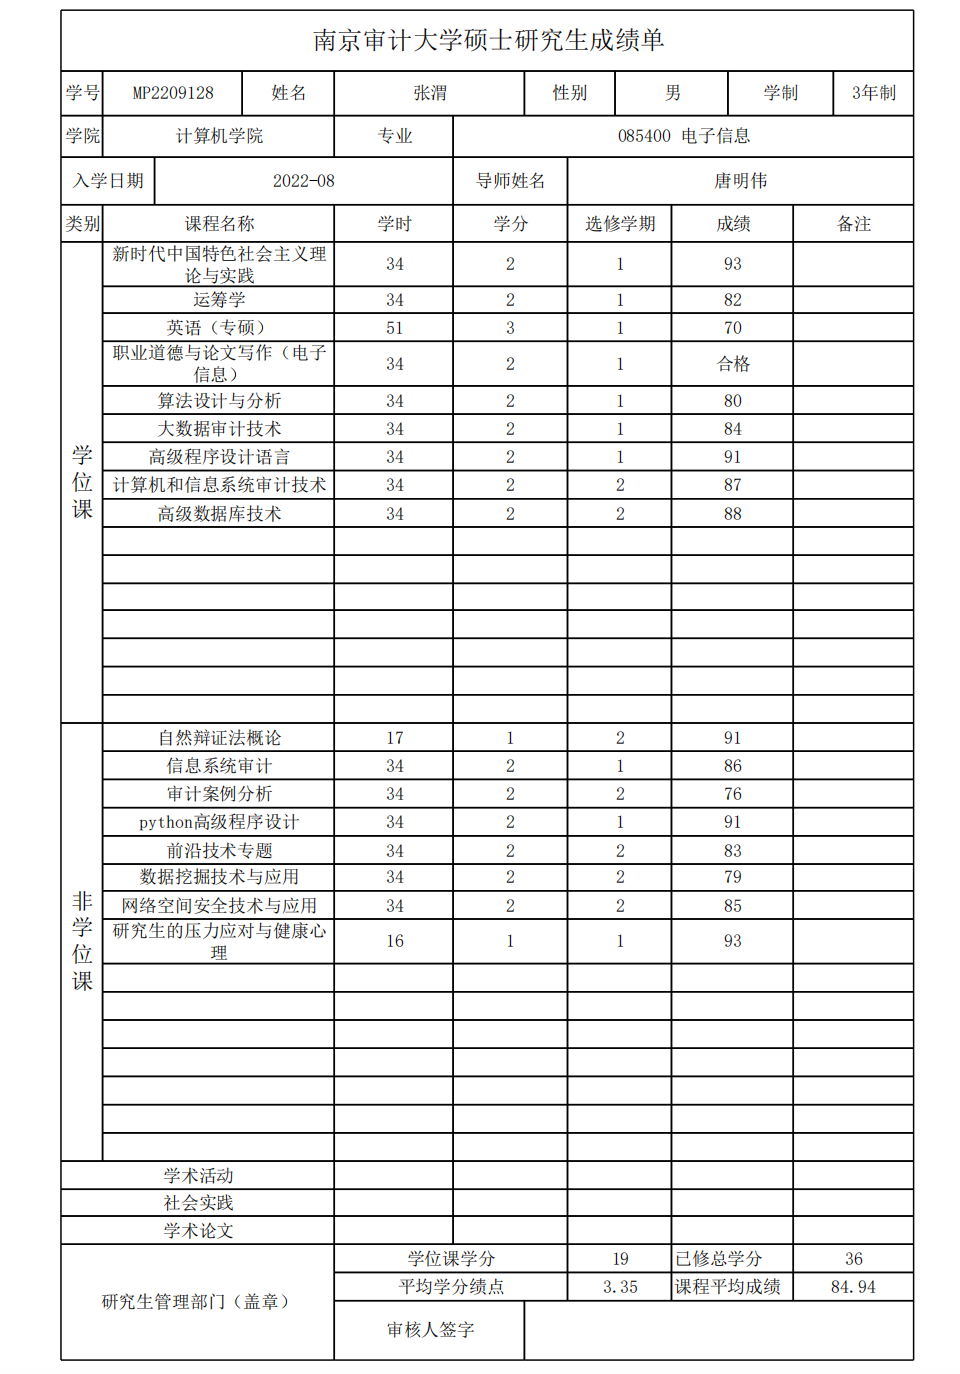 南京审计大学硕士研究生成绩单
学号 MP2209128 姓名 张渭 性别 男 学制 3年制
学院 计算机学院 专业 085400 电子信息
入学日期 2022-08 导师姓名 唐明伟
类别 课程名称 学时 学分 选修学期 成绩 备注
学位课
新时代中国特色社会主义理
论与实践 34 2 1 93
运筹学 34 2 1 82
英语（专硕） 51 3 1 70
职业道德与论文写作（电子
信息） 34 2 1 合格
算法设计与分析 34 2 1 80
大数据审计技术 34 2 1 84
高级程序设计语言 34 2 1 91
计算机和信息系统审计技术 34 2 2 87
高级数据库技术 34 2 2 88
非学位课
自然辩证法概论 17 1 2 91
信息系统审计 34 2 1 86
审计案例分析 34 2 2 76
python高级程序设计 34 2 1 91
前沿技术专题 34 2 2 83
数据挖掘技术与应用 34 2 2 79
网络空间安全技术与应用 34 2 2 85
研究生的压力应对与健康心
理 16 1 1 93
学术活动
社会实践
学术论文
研究生管理部门（盖章）
学位课学分 19 已修总学分 36
平均学分绩点 3.35 课程平均成绩 84.94
审核人签字